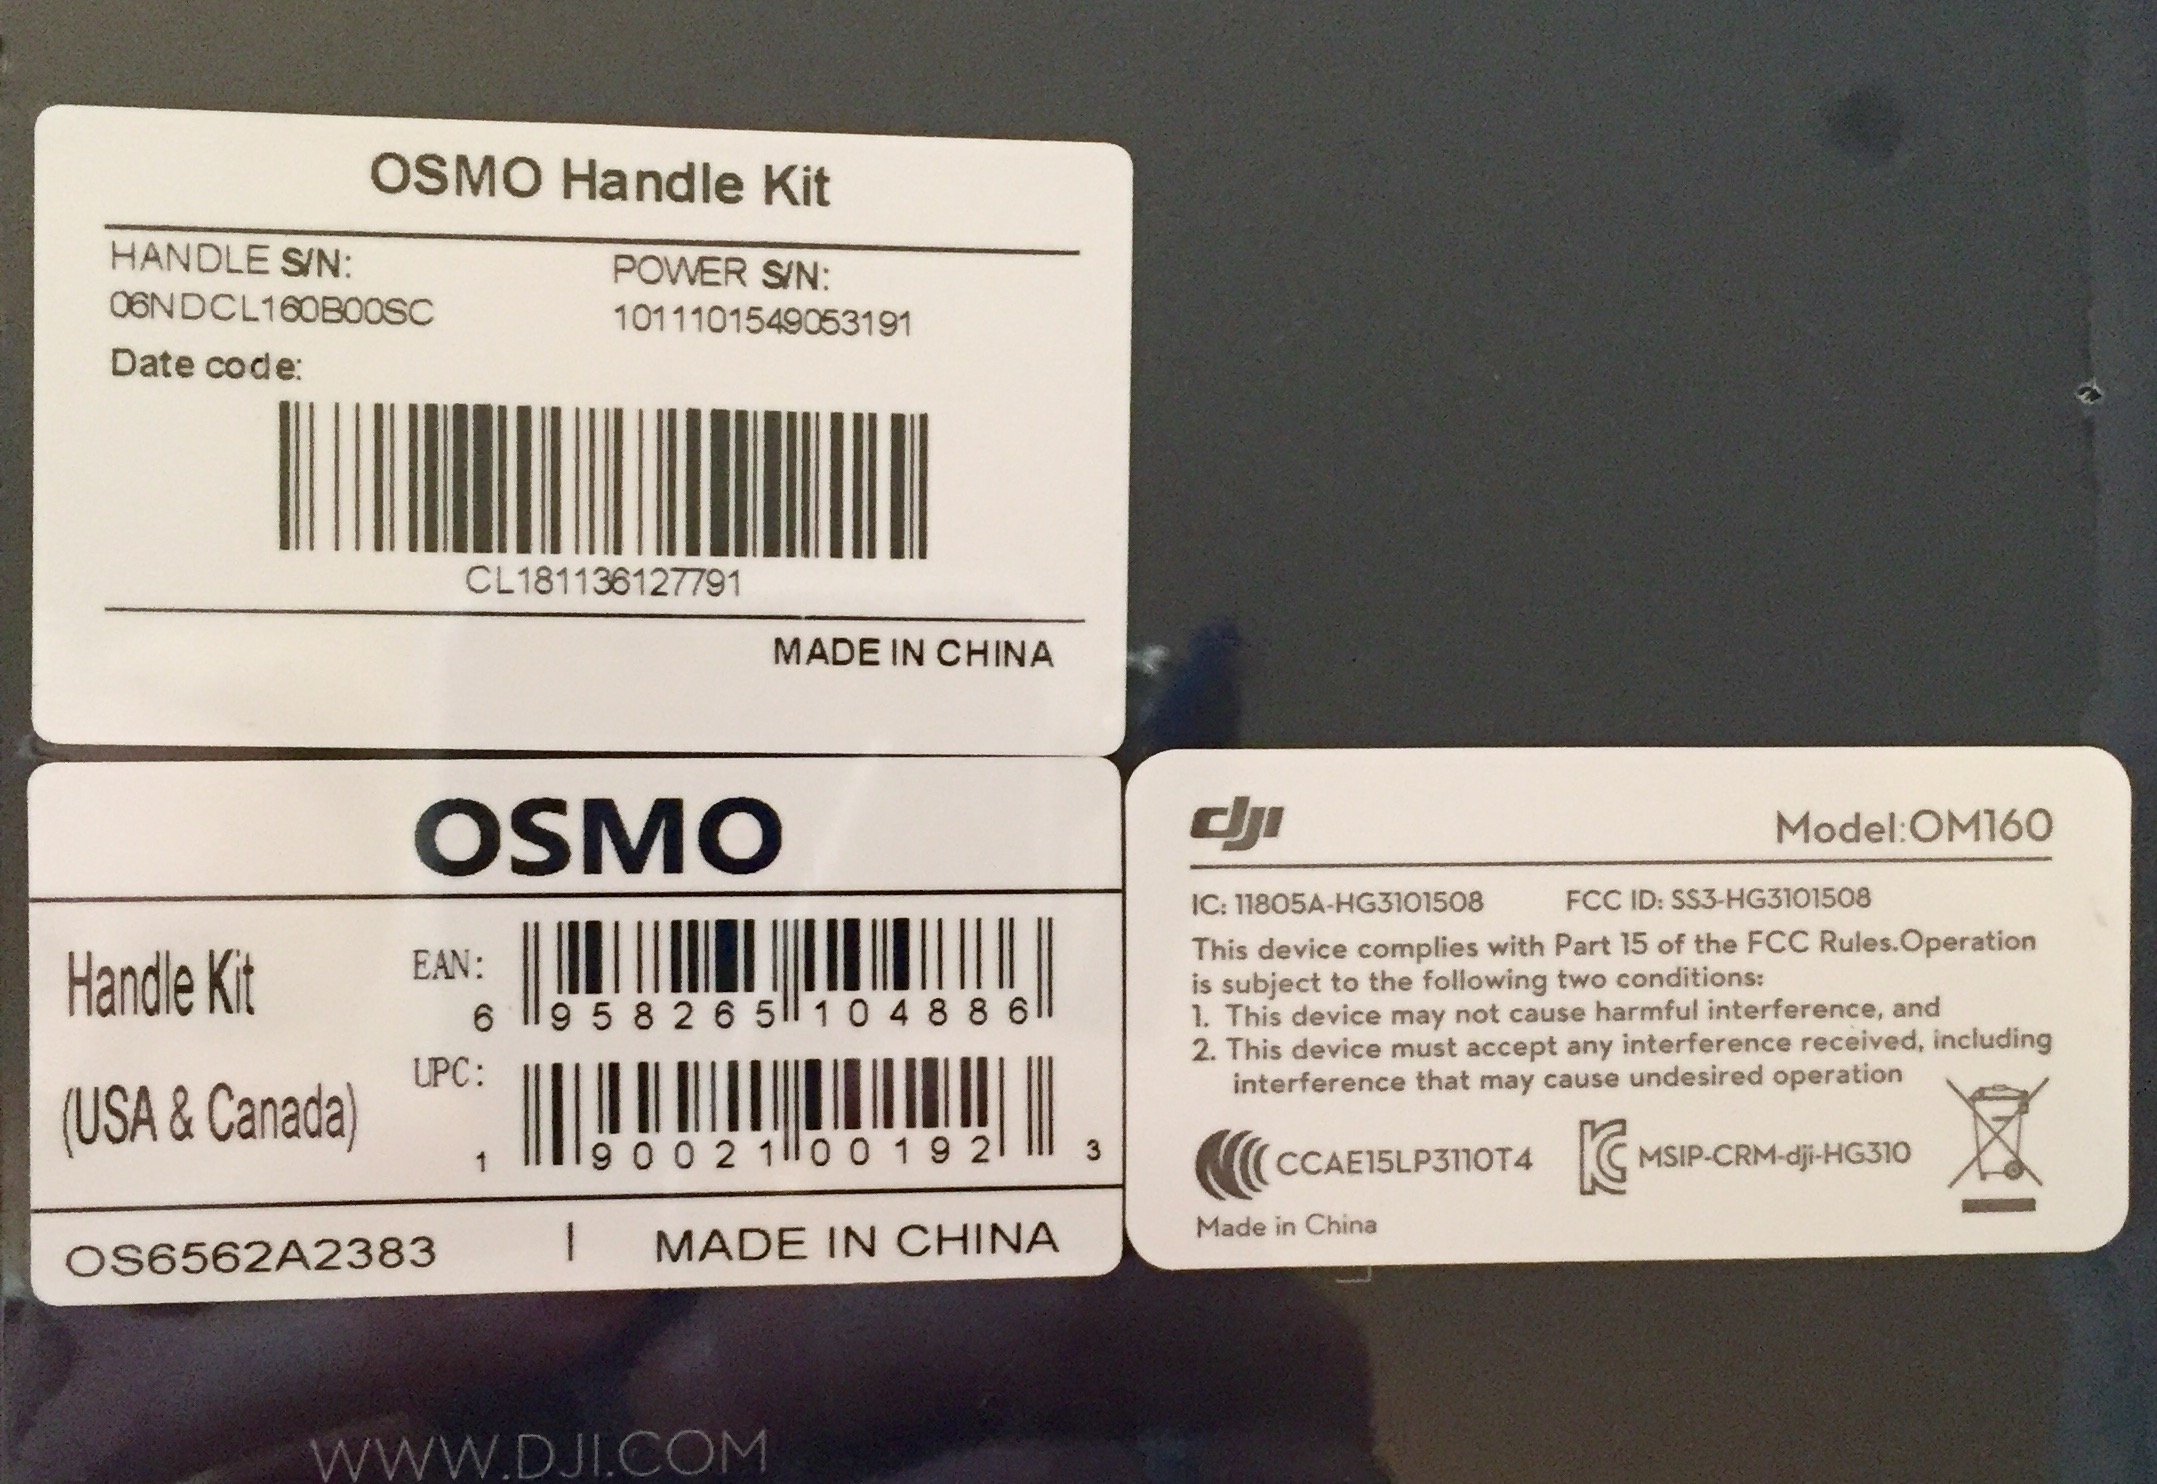 OSMO Handle Kit
HANDLE S/N: POWER S/N:
06NDCL160B00SC 1011101549053191
Date code:
CL181136127791
MADE IN CHINA
OSMO
Handle Kit
(USA & Canada)
EAN:
6 958265 104886
UPC:
1 90021 00192 3
OS6562A2383 | MADE IN CHINA
dji Model:OM160
IC: 11805A-HG3101508 FCC ID: SS3-HG3101508
This device complies with Part 15 of the FCC Rules.Operation
is subject to the following two conditions:
1. This device may not cause harmful interference, and
2. This device must accept any interference received, including
interference that may cause undesired operation
CCAE15LP3110T4 MSIP-CRM-dji-HG310
Made in China
WWW.DJI.COM